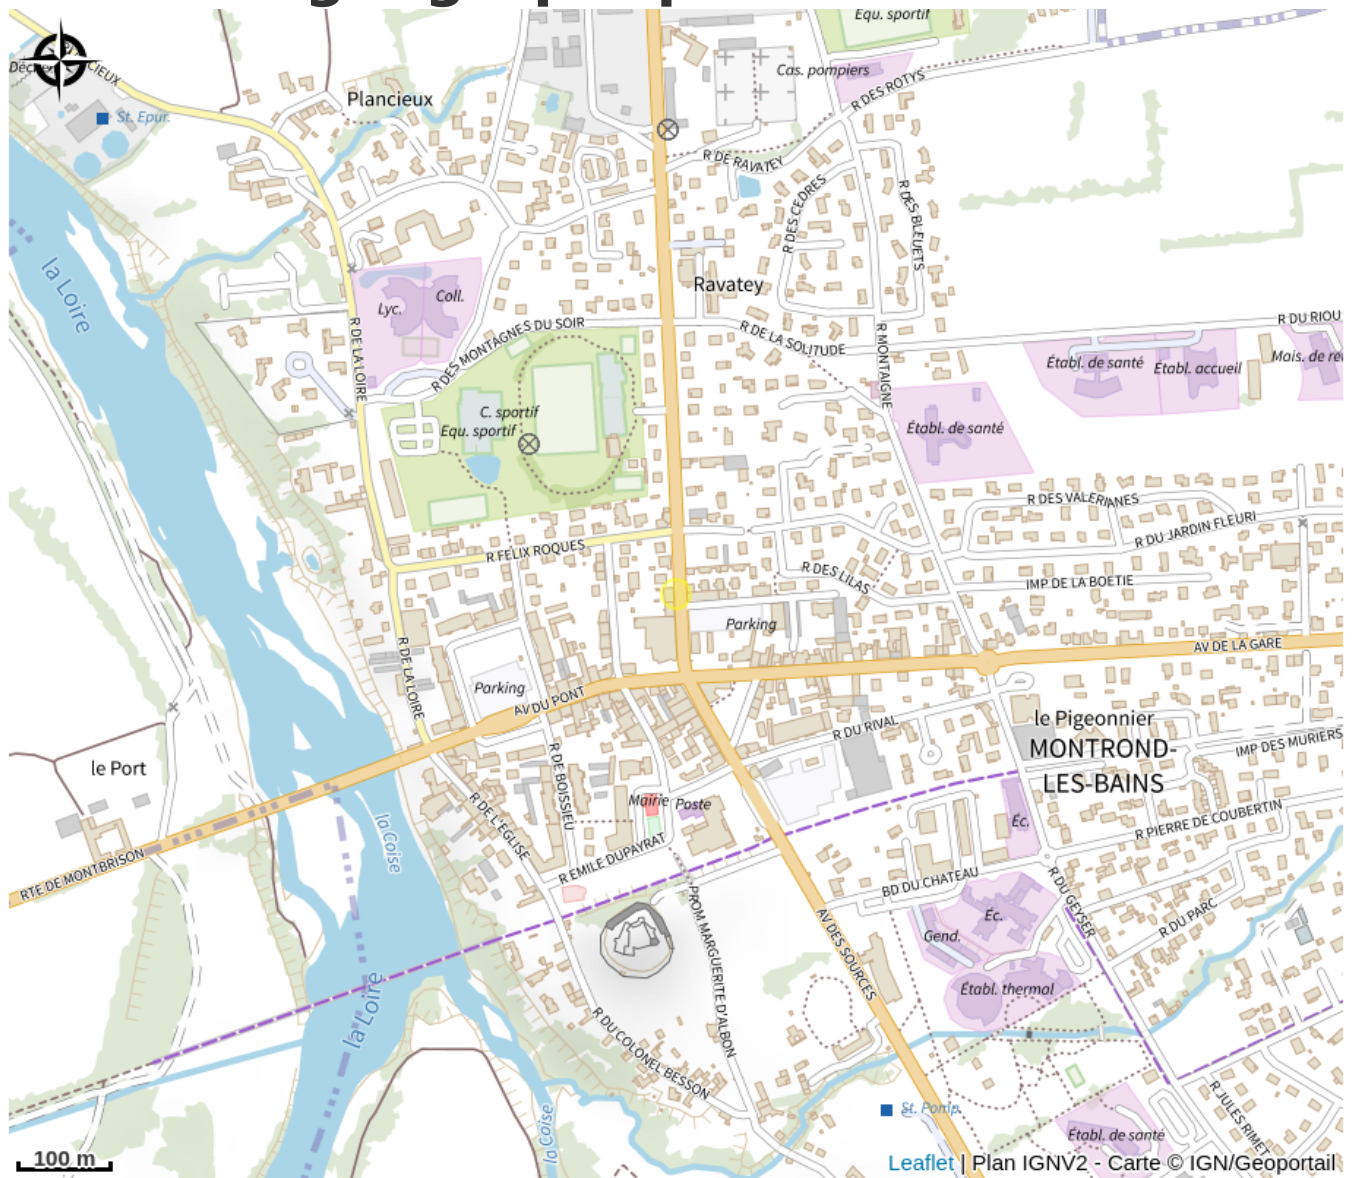 Equ. sportif
CIEUX
Plancieux
Cas. pompiers
St. Epur.
R DES ROTYS
R DE RAVATEY
R DES CEDRES
R DES BLEUETS
la Loire
Ravatey
Lyc.
Coll.
R DE LA LOIRE
R DES MONTAGNES DU SOIR
R DE LA SOLITUDE
R MONTAIGNE
R DU RIOU
Établ. de santé
Etabl. accueil
C. sportif
Equ. sportif
Établ. de santé
R DES VALERIANES
R DU JARDIN FLEURI
R FELIX ROQUES
R DES LILAS
IMP DE LA BOETIE
Parking
R DE LA LOIRE
AV DE LA GARE
Parking
AV DU PONT
R DU RIVAL
le Pigeonnier
MONTROND-
LES-BAINS
IMP DES MURIERS
le Port
R DE BOISSIEU
Mairie
Poste
R DE L'EGLISE
la Coise
Éc.
R PIERRE DE COUBERTIN
R EMILE DUPAYRAT
RTE DE MONTBRISON
BD DU CHATEAU
R DU GEYSER
PROM MARGUERITE D'ALBON
AV DES SOURCES
Éc.
Gend.
R DU PARC
Établ. thermal
la Loire
R DU COLONEL BESSON
la Coise
St. Pomp.
R JULES RIMET
Établ. de santé
100 m
Leaflet | Plan IGNV2 - Carte © IGN/Geoportail